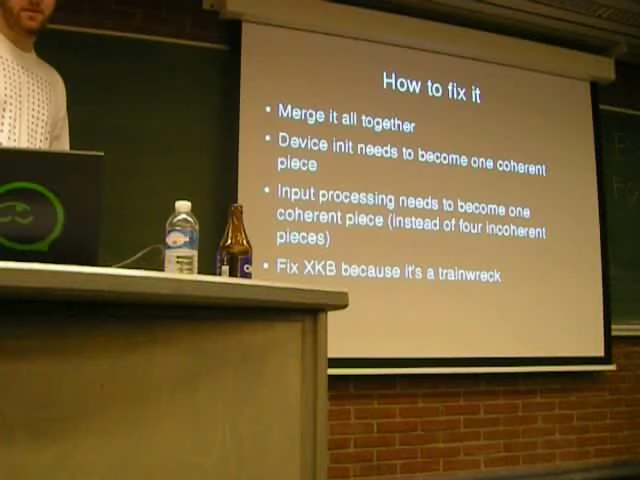 How to fix it
• Merge it all together
• Device init needs to become one coherent
piece
• Input processing needs to become one
coherent piece (instead of four incoherent
pieces)
• Fix XKB because it's a trainwreck